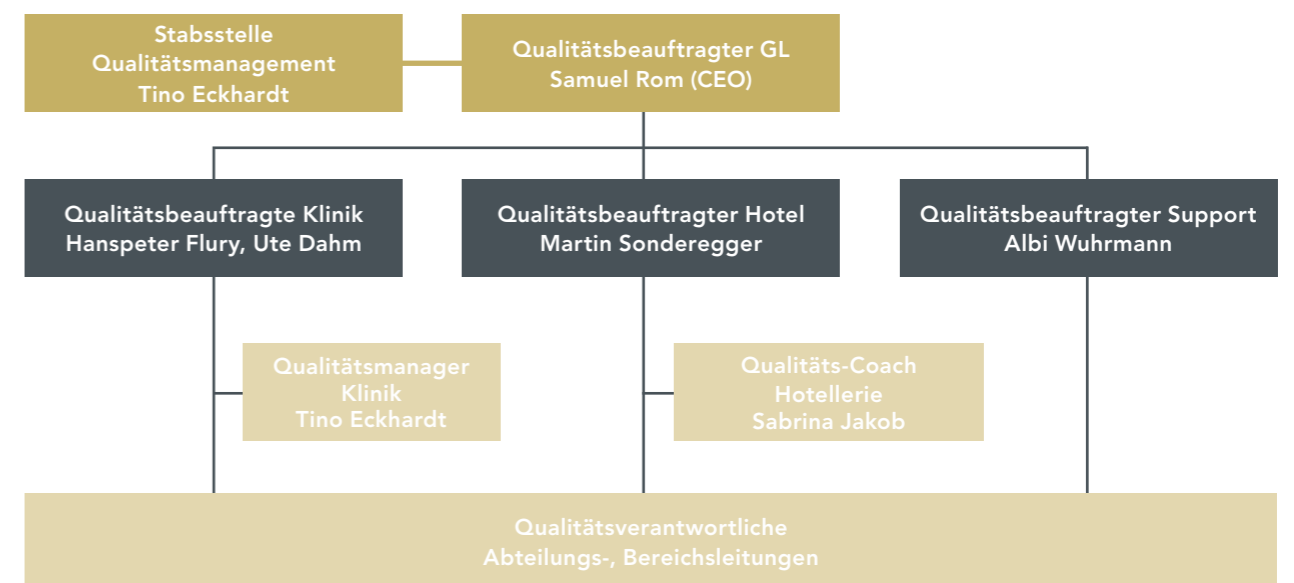 Stabsstelle
Qualitätsmanagement
Tino Eckhardt
Qualitätsbeauftragter GL
Samuel Rom (CEO)
Qualitätsbeauftragte Klinik
Hanspeter Flury, Ute Dahm
Qualitätsbeauftragter Hotel
Martin Sonderegger
Qualitätsbeauftragter Support
Albi Wuhrmann
Qualitätsmanager
Klinik
Tino Eckhardt
Qualitäts-Coach
Hotellerie
Sabrina Jakob
Qualitätsverantwortliche
Abteilungs-, Bereichsleitungen